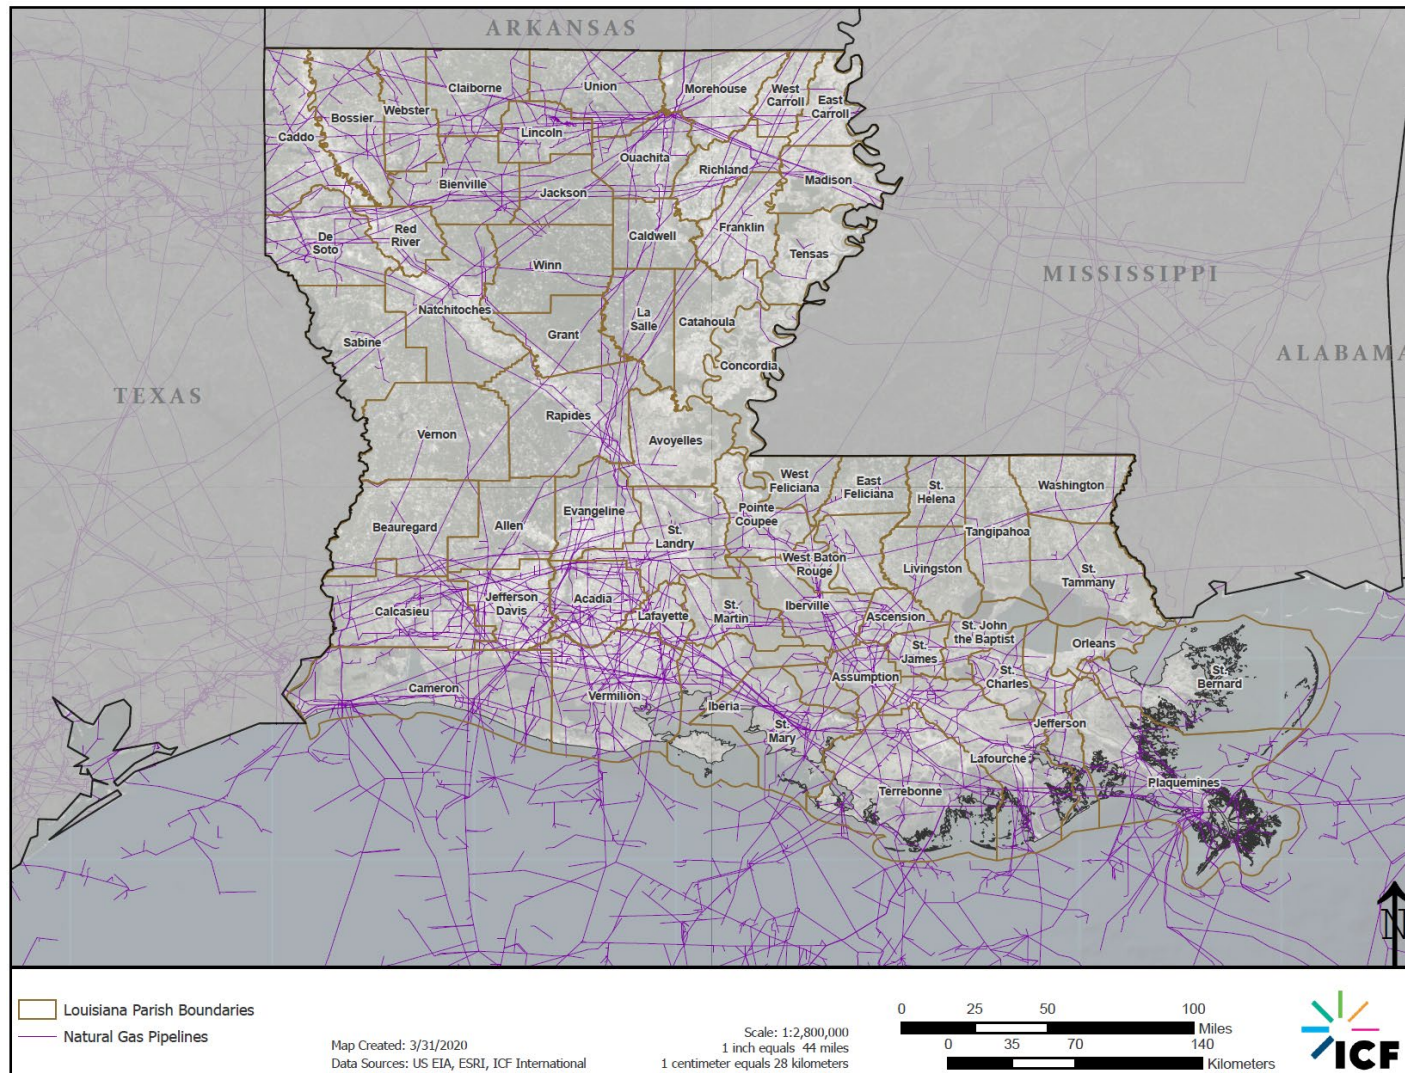 ARKANSAS
Claiborne
Union
Morehouse
West
Carroll
East
Carroll
Webster
Bossier
Caddo
Lincoln
Ouachita
Richland
Madison
Bienville
Jackson
De
Soto
Red
River
Caldwell
Franklin
Tensas
Winn
MISSISSIPPI
Natchitoches
La
Salle
Catahoula
Sabine
Grant
Concordia
ALABAMA
TEXAS
Rapides
Vernon
Avoyelles
West
Feliciana
East
Feliciana
St.
Helena
Washington
Beauregard
Allen
Evangeline
Pointe
Coupee
St.
Landry
Tangipahoa
West Baton
Rouge
Livingston
St.
Tammany
Calcasieu
Jefferson
Davis
Acadia
Lafayette
St.
Martin
Iberville
Ascension
St. John
the Baptist
Orleans
St.
James
Assumption
St.
Charles
St.
Bernard
Cameron
Vermilion
Iberia
St.
Mary
Jefferson
Lafourche
Terrebonne
Plaquemines
N
Louisiana Parish Boundaries
Natural Gas Pipelines
Map Created: 3/31/2020
Data Sources: US EIA, ESRI, ICF International
Scale: 1:2,800,000
1 inch equals 44 miles
1 centimeter equals 28 kilometers
0 25 50 100
Miles
0 35 70 140
Kilometers
ICF